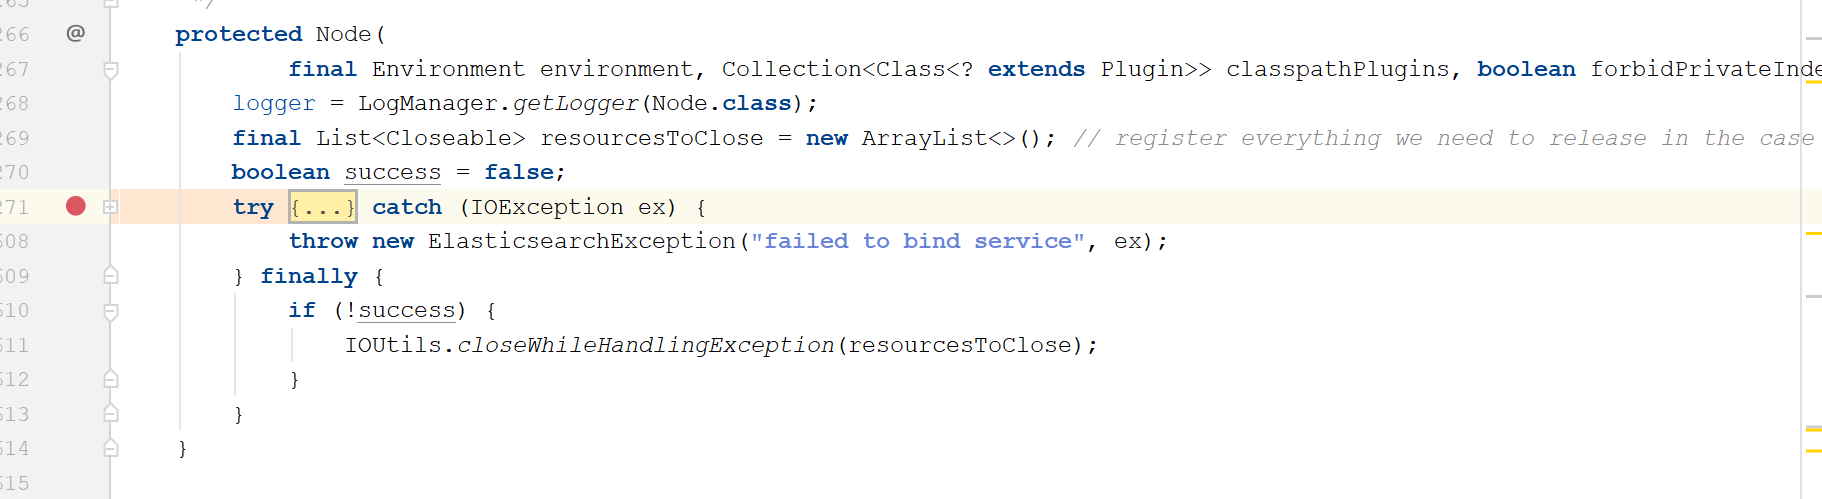 */
266 @ protected Node(
267 final Environment environment, Collection<Class<? extends Plugin>> classpathPlugins, boolean forbidPrivateInde
268 logger = LogManager.getLogger(Node.class);
269 final List<Closeable> resourcesToClose = new ArrayList<>(); // register everything we need to release in the case
270 boolean success = false;
271 try {...} catch (IOException ex) {
508 throw new ElasticsearchException("failed to bind service", ex);
509 } finally {
510 if (!success) {
511 IOUtils.closeWhileHandlingException(resourcesToClose);
512 }
513 }
514 }
515